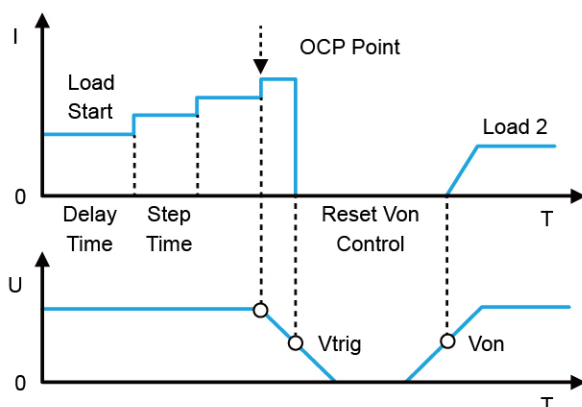 I
OCP Point
Load
Start
Load 2
0
Delay
Time
Step
Time
Reset Von
Control
T
U
Vtrig
Von
0
T